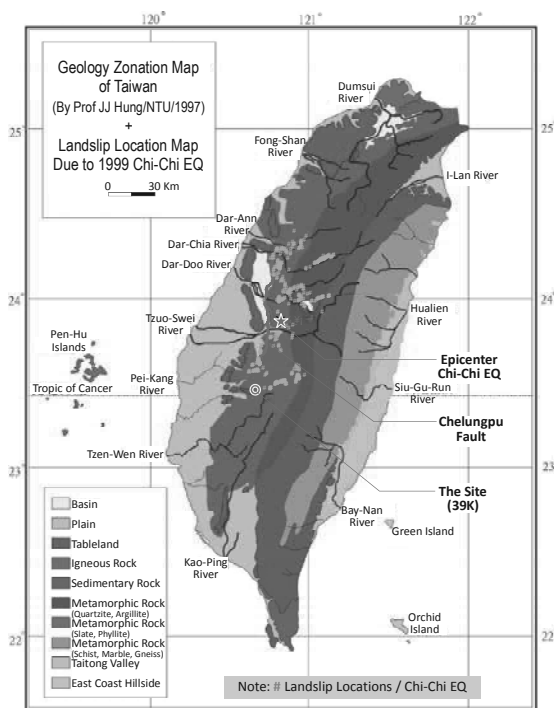 120
121
122
Geology Zonation Map
of Taiwan
(By Prof JJ Hung/NTU/1997)
+
Landslip Location Map
Due to 1999 Chi-Chi EQ
0 30 Km
Dumsui
River
25
25
Fong-Shan
River
I-Lan River
Dar-Ann
River
Dar-Chia River
Dar-Doo River
24
24
Tzuo-Swei
River
Hualien
River
Pen-Hu
Islands
Epicenter
Chi-Chi EQ
Pei-Kang
River
Siu-Gu-Run
River
Tropic of Cancer
Chelungpu
Fault
Tzen-Wen River
23
23
The Site
(39K)
Bay-Nan
River
Green Island
Kao-Ping
River
Orchid
Island
22
22
Basin
Plain
Tableland
Igneous Rock
Sedimentary Rock
Metamorphic Rock
(Quartzite, Argillite)
Metamorphic Rock
(Slate, Phyllite)
Metamorphic Rock
(Schist, Marble, Gneiss)
Taitong Valley
East Coast Hillside
Note: # Landslip Locations / Chi-Chi EQ
120
121
122